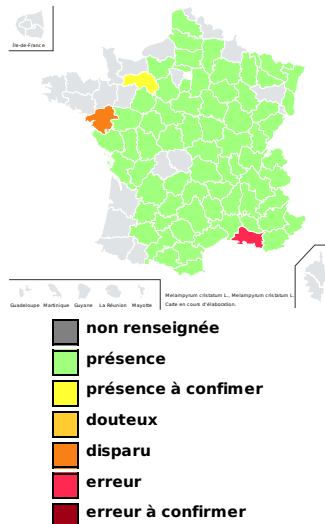 Île-de-France
Guadeloupe Martinique Guyane La Réunion Mayotte
Melampyrum cristatum L., Melampyrum cristatum L.
Carte en cours d'élaboration.
non renseignée
présence
présence à confimer
douteux
disparu
erreur
erreur à confirmer